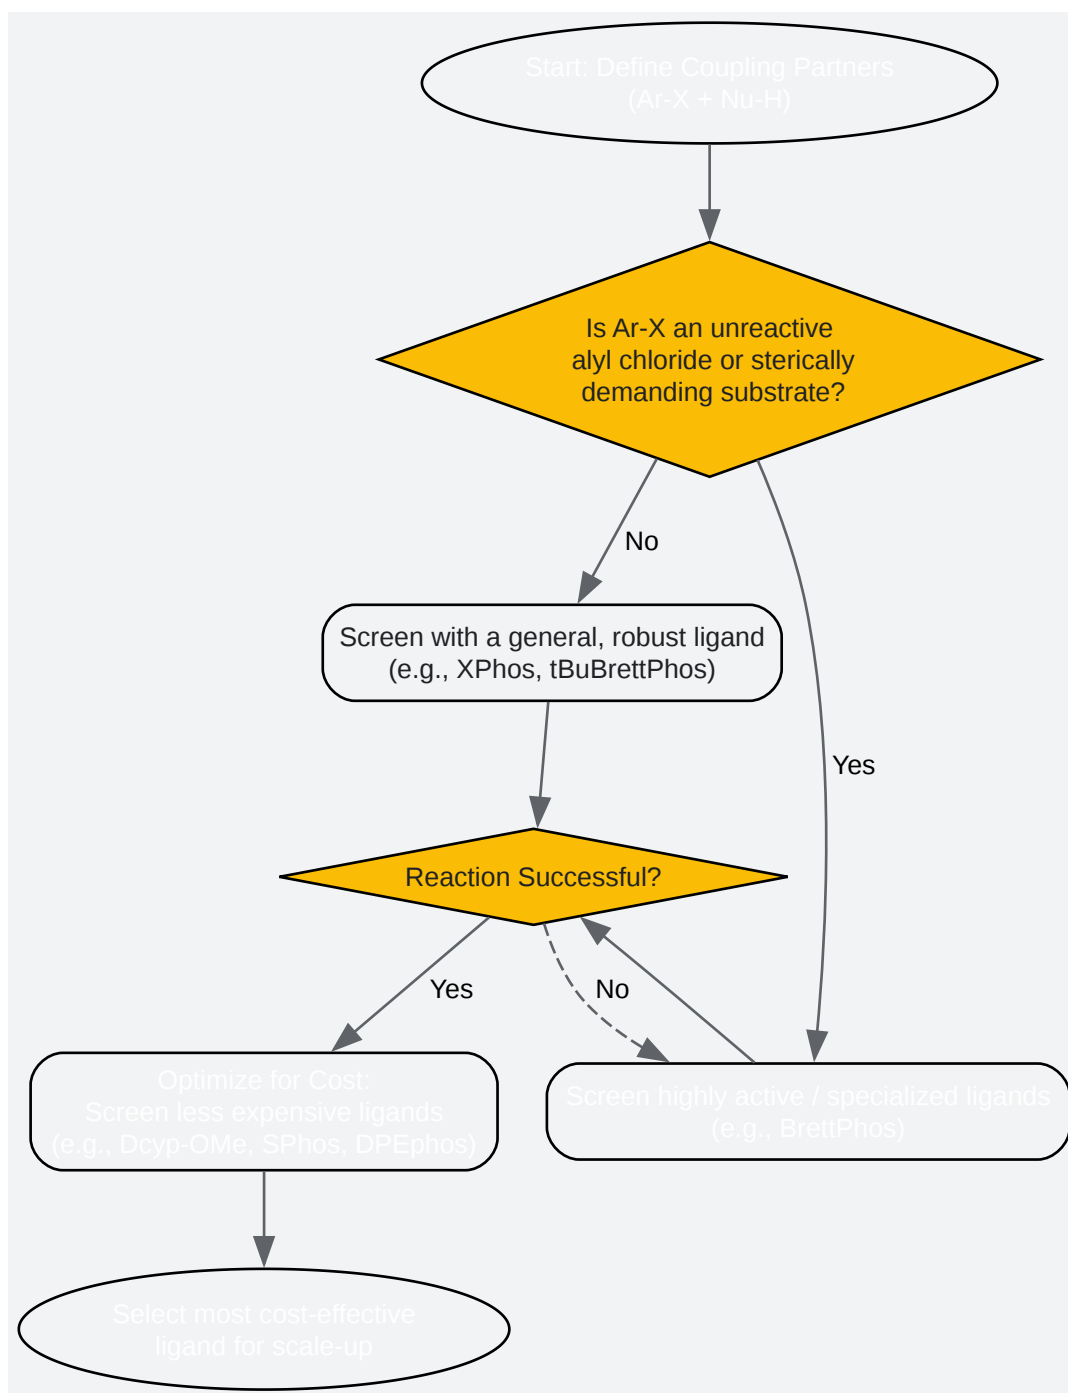 Start: Define Coupling Partners
(Ar-X + Nu-H)
Is Ar-X an unreactive
alyl chloride or sterically
demanding substrate?
No
Screen with a general, robust ligand
(e.g., XPhos, tBuBrettPhos)
Yes
Reaction Successful?
Yes
No
Optimize for Cost:
Screen less expensive ligands
(e.g., Dcyp-OMe, SPhos, DPEphos)
Screen highly active / specialized ligands
(e.g., BrettPhos)
Select most cost-effective
ligand for scale-up